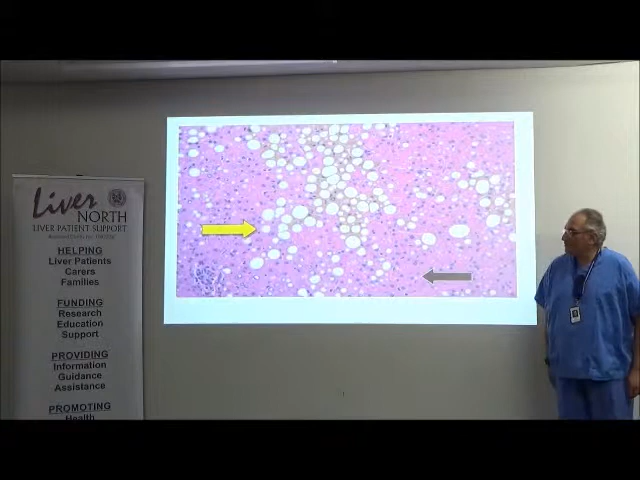 Liver
NORTH
LIVER PATIENT SUPPORT
HELPING
Liver Patients
Carers
Families
FUNDING
Research
Education
Support
PROVIDING
Information
Guidance
Assistance
PROMOTING
Health